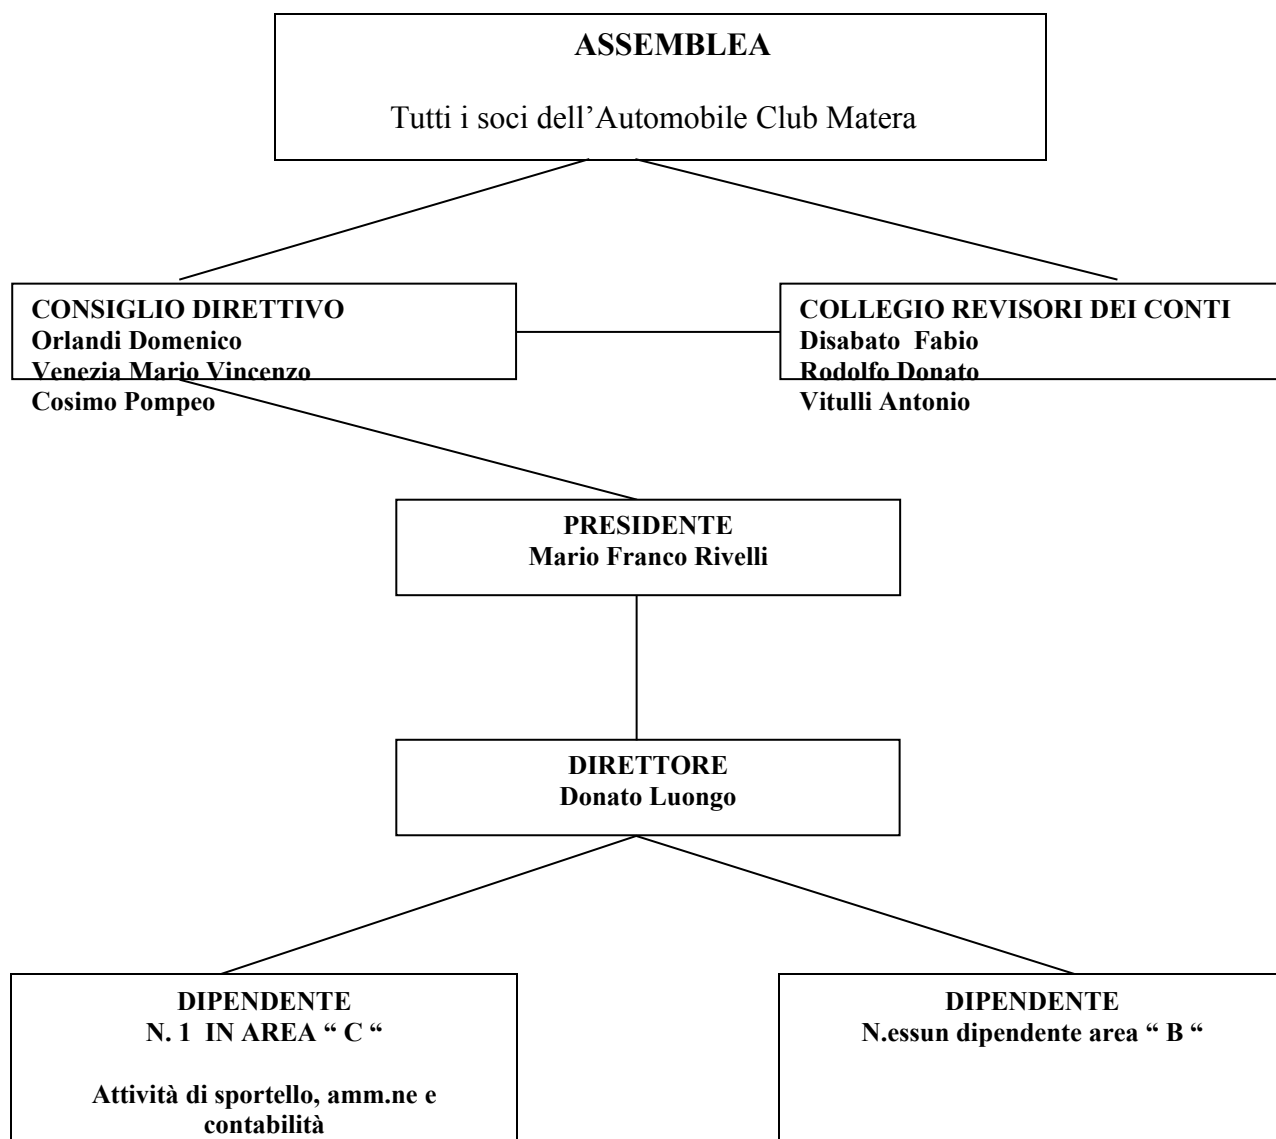 ASSEMBLEA
Tutti i soci dell’Automobile Club Matera
CONSIGLIO DIRETTIVO
Orlandi Domenico
Venezia Mario Vincenzo
Cosimo Pompeo
COLLEGIO REVISORI DEI CONTI
Disabato  Fabio
Rodolfo Donato
Vitulli Antonio
PRESIDENTE
Mario Franco Rivelli
DIRETTORE
Donato Luongo
DIPENDENTE
N. 1  IN AREA “ C “
Attività di sportello, amm.ne e
contabilità
DIPENDENTE
N.essun dipendente area “ B “